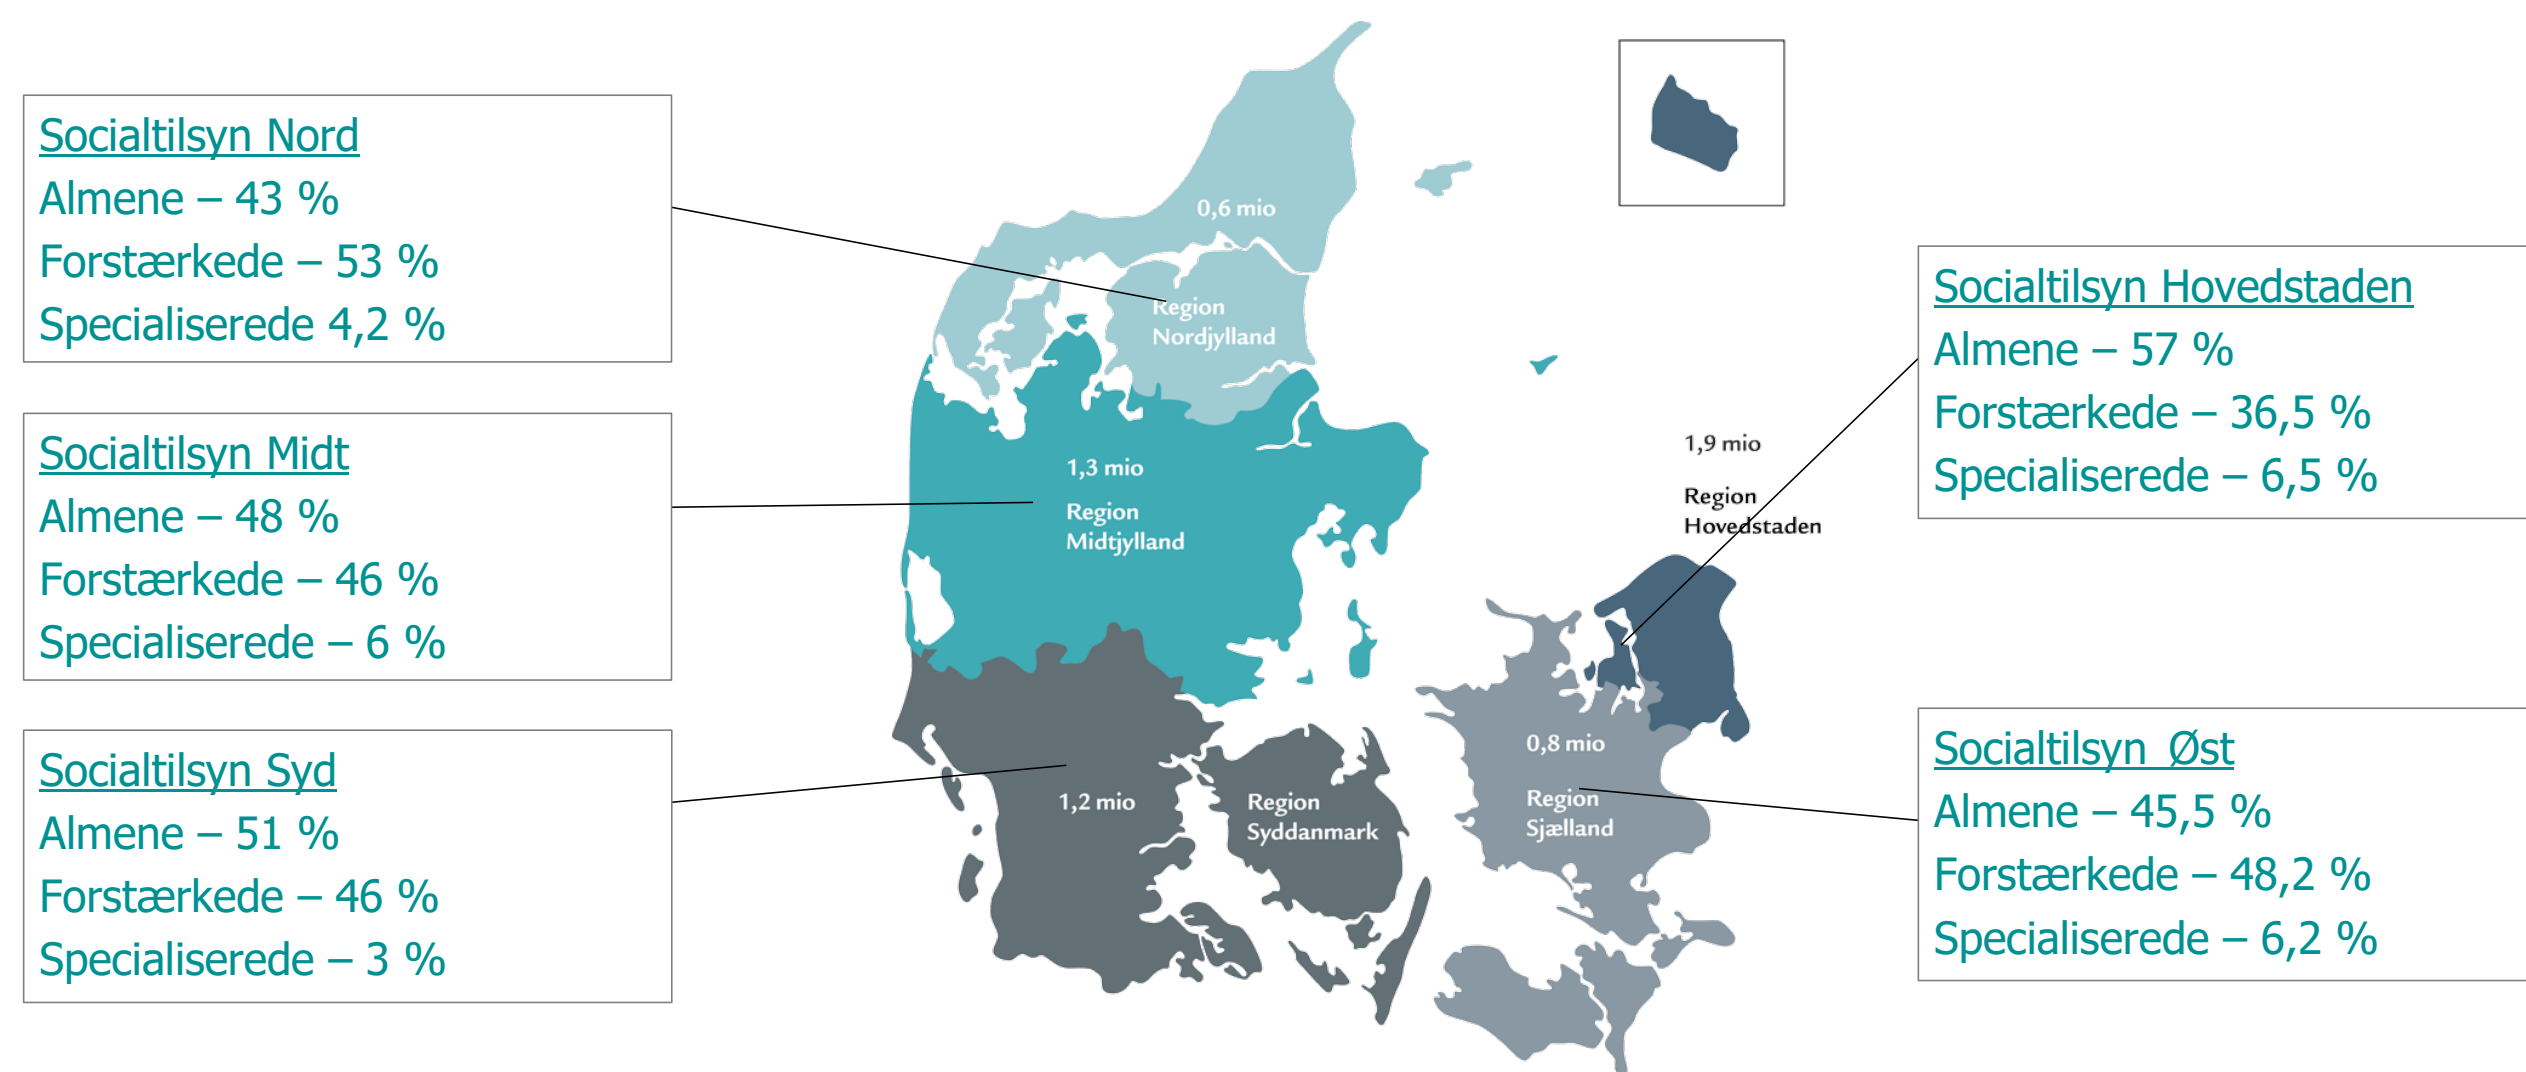 Socialtilsyn Nord
Almene – 43 %
Forstærkede – 53 %
Specialiserede 4,2 %
Socialtilsyn Midt
Almene – 48 %
Forstærkede – 46 %
Specialiserede – 6 %
Socialtilsyn Syd
Almene – 51 %
Forstærkede – 46 %
Specialiserede – 3 %
0,6 mio
Region
Nordjylland
1,3 mio
Region
Midtjylland
1,2 mio
Region
Syddanmark
1,9 mio
Region
Hovedstaden
0,8 mio
Region
Sjælland
Socialtilsyn Hovedstaden
Almene – 57 %
Forstærkede – 36,5 %
Specialiserede – 6,5 %
Socialtilsyn Øst
Almene – 45,5 %
Forstærkede – 48,2 %
Specialiserede – 6,2 %